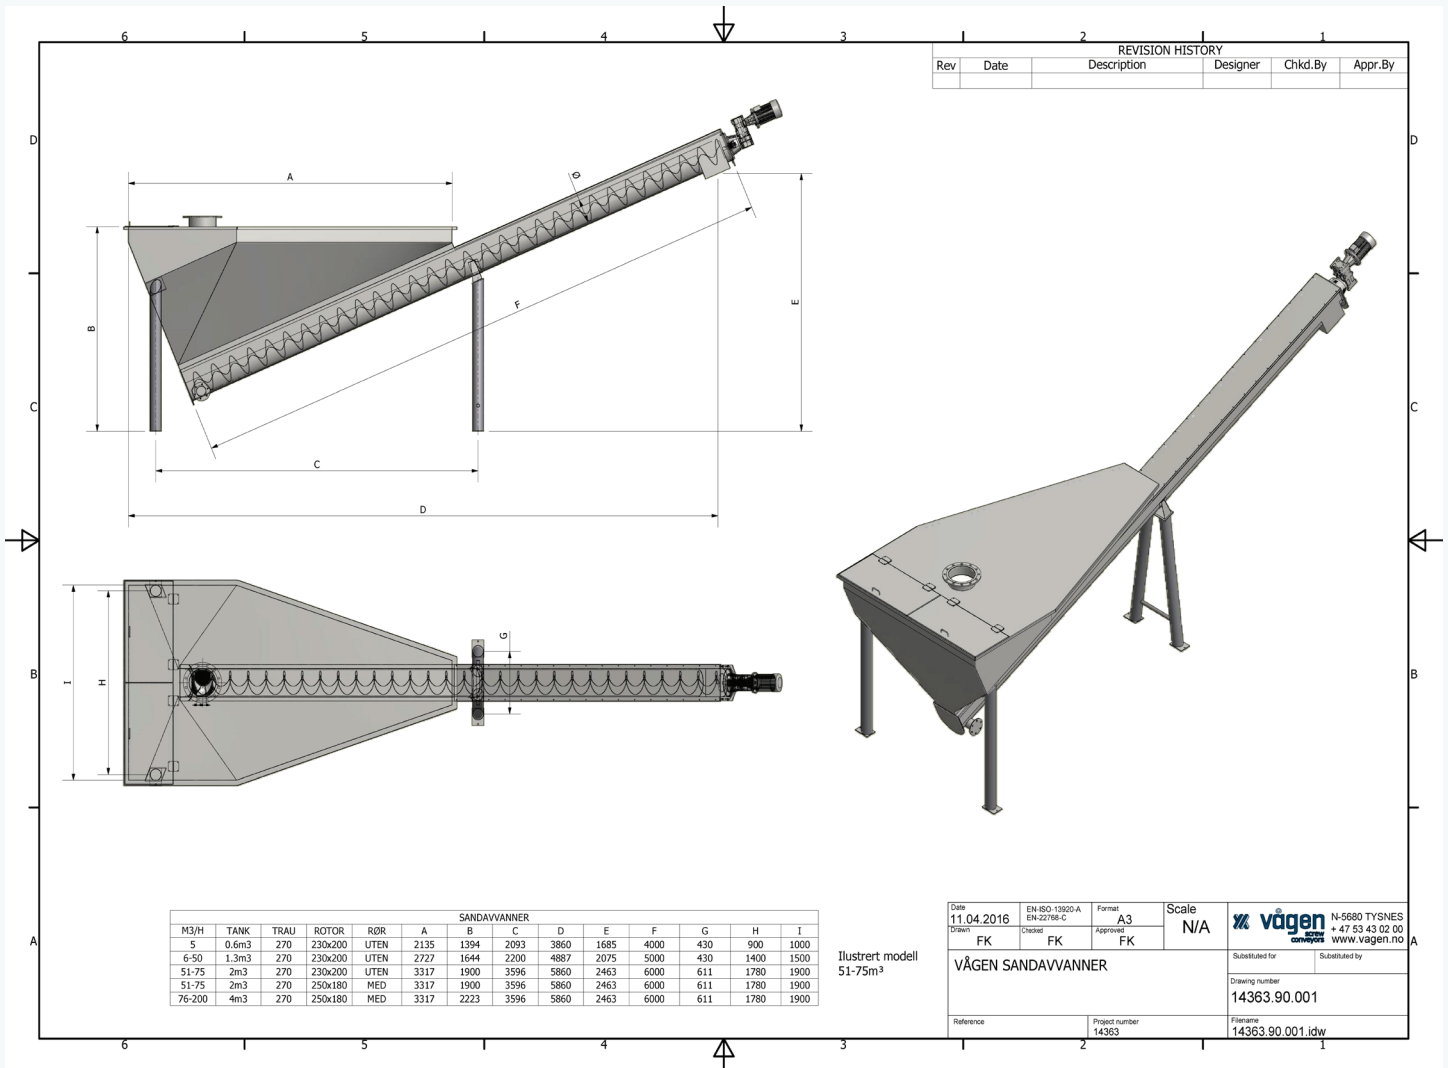 6 5 4 3 2 1
REVISION HISTORY
Rev Date Description Designer Chkd.By Appr.By
D D
A
Ø
B
F
E
C C
C
D
G
I
H
B B
A A
SANDAVVANNER
M3/H TANK TRAU ROTOR RØR A B C D E F G H I
5 0.6m3 270 230x200 UTEN 2135 1394 2093 3860 1685 4000 430 900 1000
6-50 1.3m3 270 230x200 UTEN 2727 1644 2200 4887 2075 5000 430 1400 1500
51-75 2m3 270 230x200 UTEN 3317 1900 3596 5860 2463 6000 611 1780 1900
51-75 2m3 270 250x180 MED 3317 1900 3596 5860 2463 6000 611 1780 1900
76-200 4m3 270 250x180 MED 3317 2223 3596 5860 2463 6000 611 1780 1900
Ilustrert modell
51-75m³
Date
11.04.2016
EN-ISO-13920-A
EN-22768-C
Format
A3
Scale
N/A
Drawn
FK
Checked
FK
Approved
FK
vågen
screw
conveyors
N-5680 TYSNES
+ 47 53 43 02 00
www.vagen.no
VÅGEN SANDAVVANNER
Substituted for
Substituted by
Drawing number
14363.90.001
Reference
Project number
14363
Filename
14363.90.001.idw
6 5 4 3 2 1